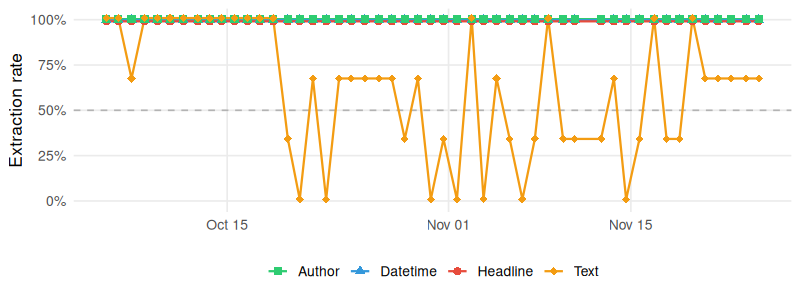 Extraction rate
100%
75%
50%
25%
0%
Oct 15 Nov 01 Nov 15
Author Datetime Headline Text